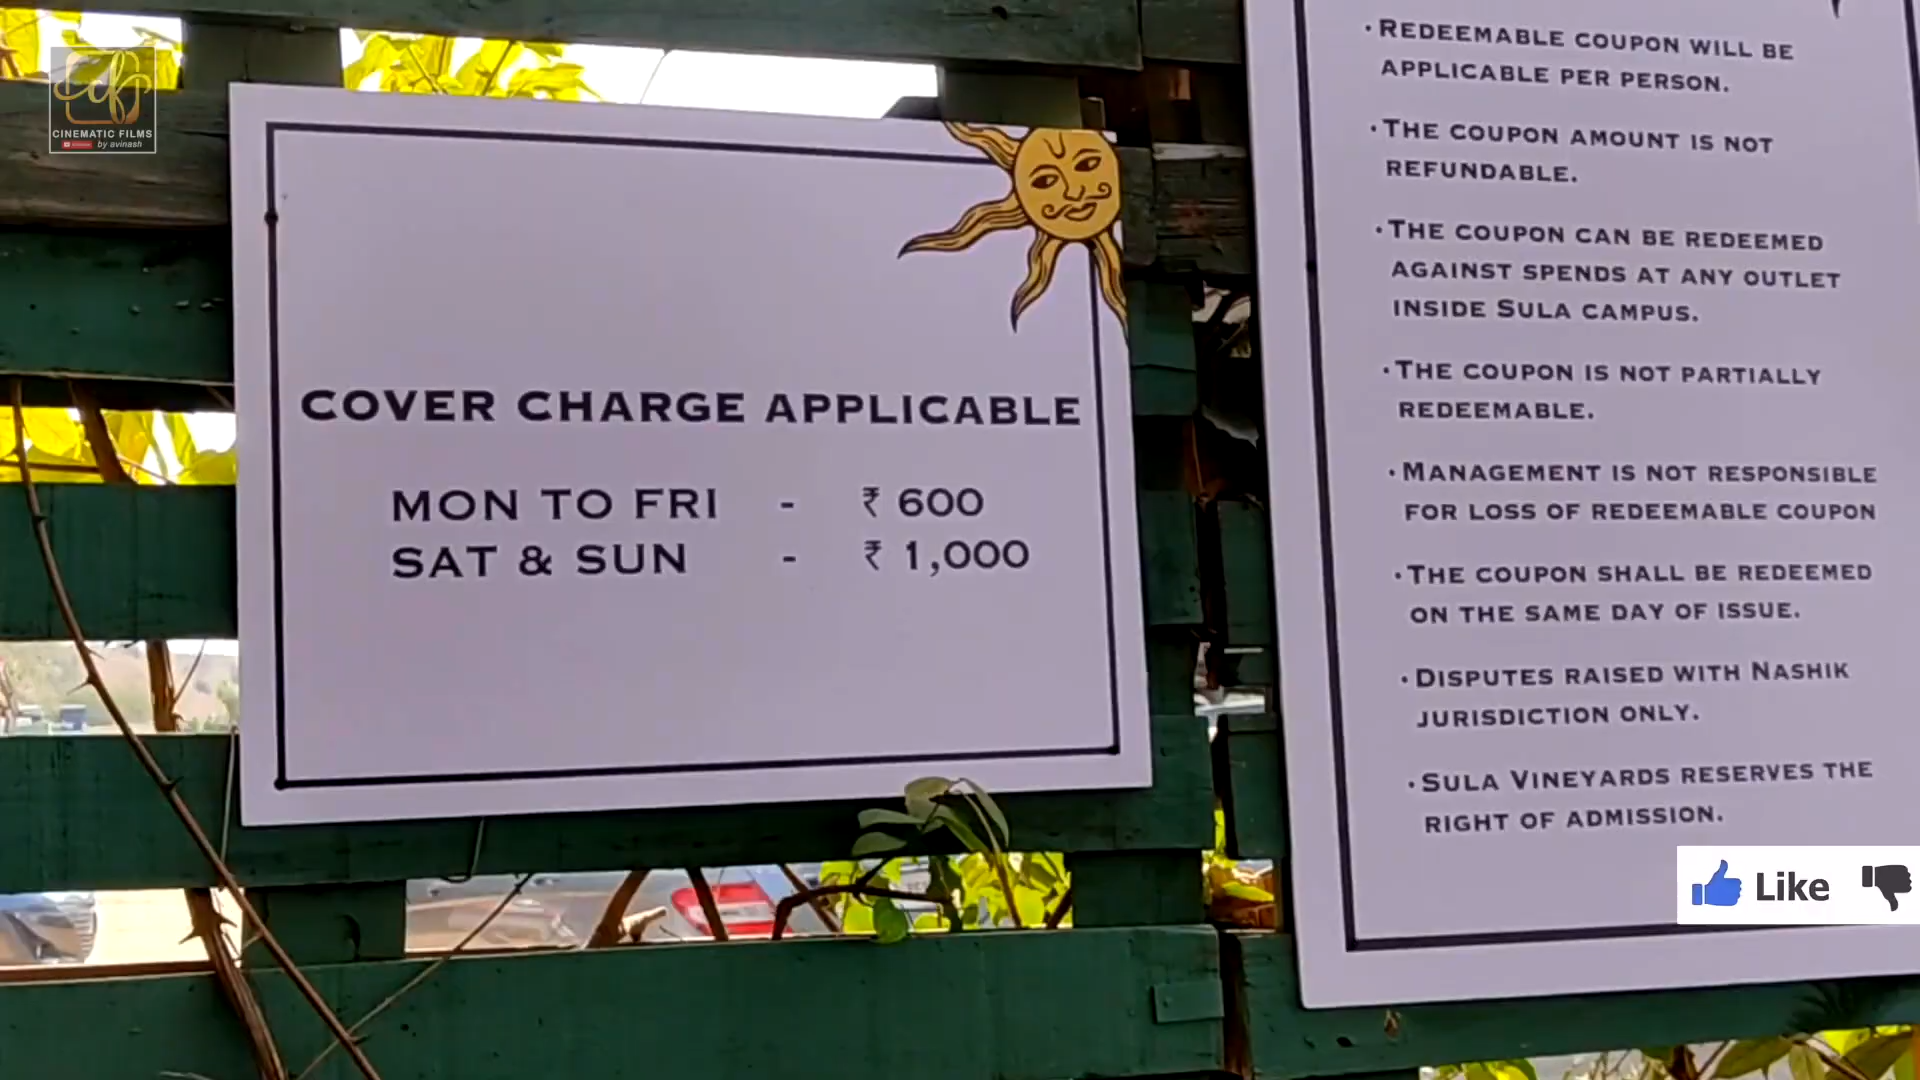 CINEMATIC FILMS
by avinash
COVER CHARGE APPLICABLE
MON TO FRI - ₹ 600
SAT & SUN - ₹ 1,000
• REDEEMABLE COUPON WILL BE
APPLICABLE PER PERSON.
• THE COUPON AMOUNT IS NOT
REFUNDABLE.
• THE COUPON CAN BE REDEEMED
AGAINST SPENDS AT ANY OUTLET
INSIDE SULA CAMPUS.
• THE COUPON IS NOT PARTIALLY
REDEEMABLE.
• MANAGEMENT IS NOT RESPONSIBLE
FOR LOSS OF REDEEMABLE COUPON
• THE COUPON SHALL BE REDEEMED
ON THE SAME DAY OF ISSUE.
• DISPUTES RAISED WITH NASHIK
JURISDICTION ONLY.
• SULA VINEYARDS RESERVES THE
RIGHT OF ADMISSION.
Like